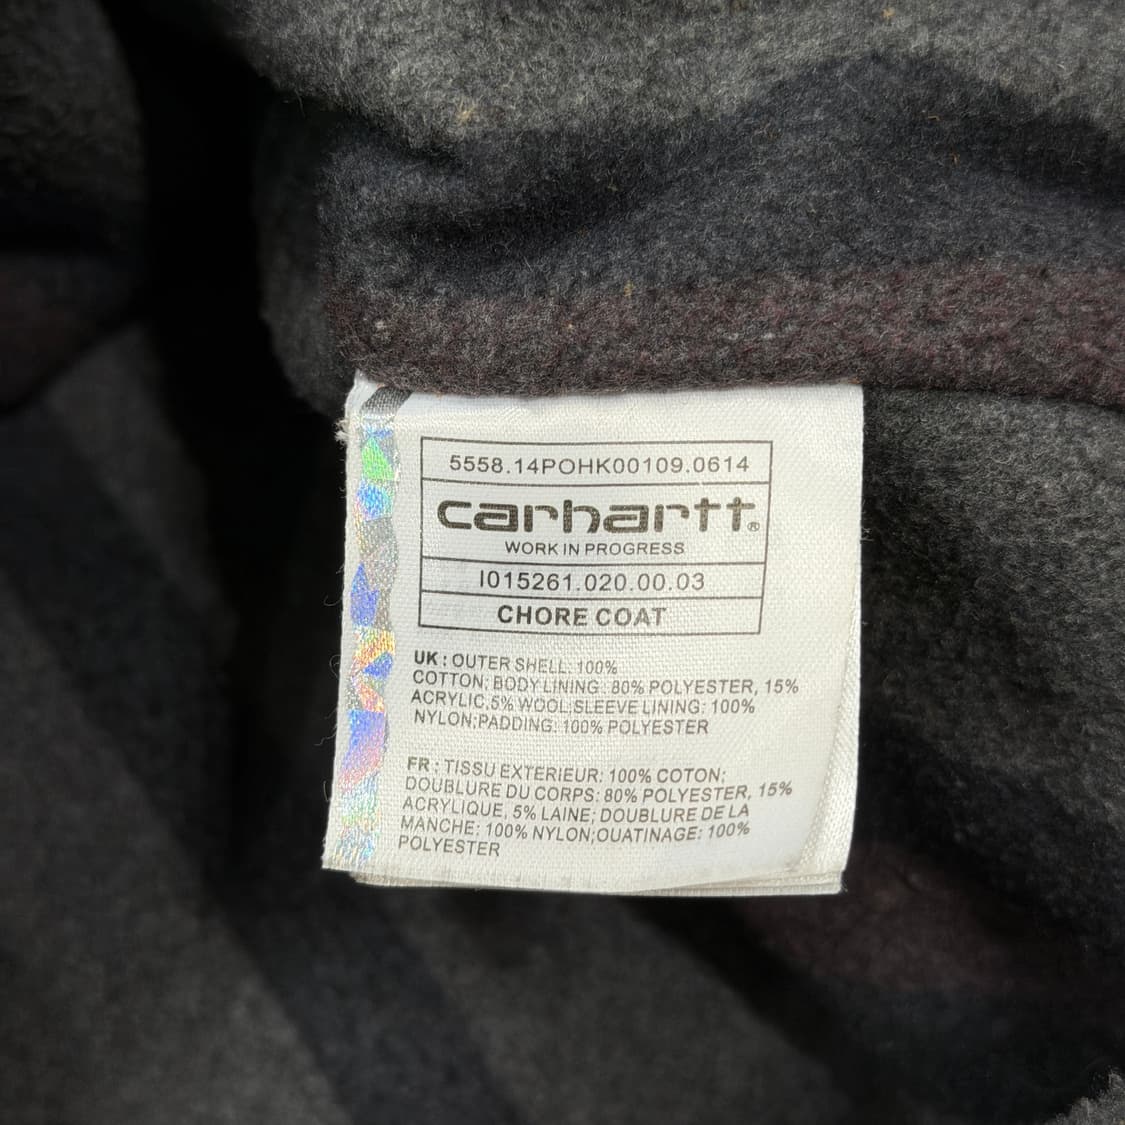 5558.14POHK00109.0614
carhartt®
WORK IN PROGRESS
I015261.020.00.03
CHORE COAT
UK : OUTER SHELL: 100%
COTTON; BODY LINING : 80% POLYESTER, 15%
ACRYLIC,5% WOOL;SLEEVE LINING: 100%
NYLON;PADDING: 100% POLYESTER
FR : TISSU EXTERIEUR: 100% COTON;
DOUBLURE DU CORPS: 80% POLYESTER, 15%
ACRYLIQUE, 5% LAINE; DOUBLURE DE LA
MANCHE: 100% NYLON;OUATINAGE: 100%
POLYESTER